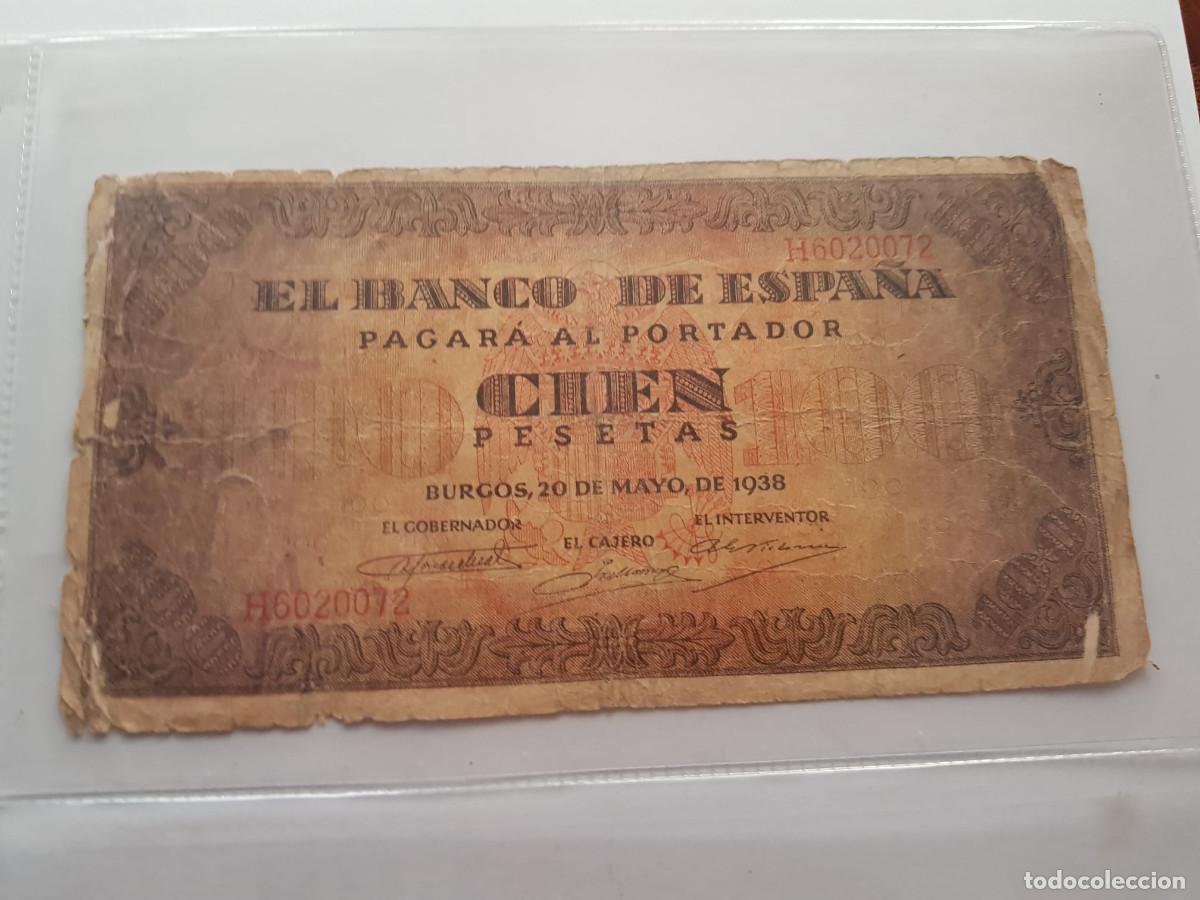 H6020072
EL BANCO DE ESPAÑA
PAGARÁ AL PORTADOR
CIEN
PESETAS
100
BURGOS, 20 DE MAYO, DE 1938
EL GOBERNADOR
EL CAJERO
EL INTERVENTOR
H6020072
todocoleccion